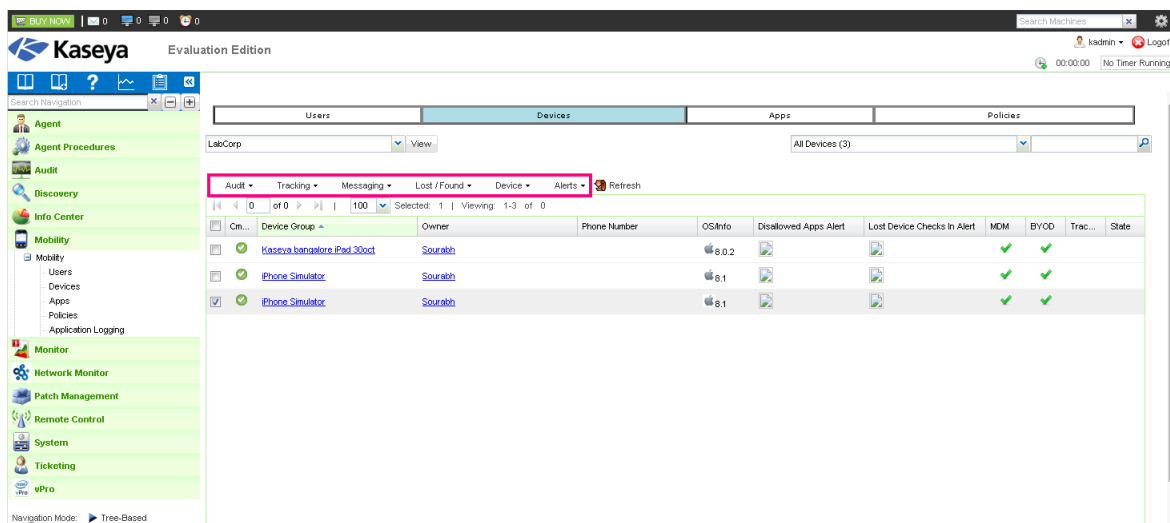 BUY NOW 0 0 0 0 Search Machines
Kaseya Evaluation Edition kadmin Logof
00:00:00 No Timer Running
Search Navigation
Users Devices Apps Policies
Agent
LabCorp View All Devices (3)
Agent Procedures
Audit
Audit Tracking Messaging Lost / Found Device Alerts Refresh
Discovery
0 of 0 | 100 Selected: 1 | Viewing: 1-3 of 0
Info Center
Cm... Device Group Owner Phone Number OS/Info Disallowed Apps Alert Lost Device Checks In Alert MDM BYOD Trac... State
Mobility
Kaseya bangalore iPad 30oct Sourabh 8.0.2
Mobility
Users
iPhone Simulator Sourabh 8.1
Devices
Apps
iPhone Simulator Sourabh 8.1
Policies
Application Logging
Monitor
Network Monitor
Patch Management
Remote Control
System
Ticketing
vPro
Navigation Mode: Tree-Based